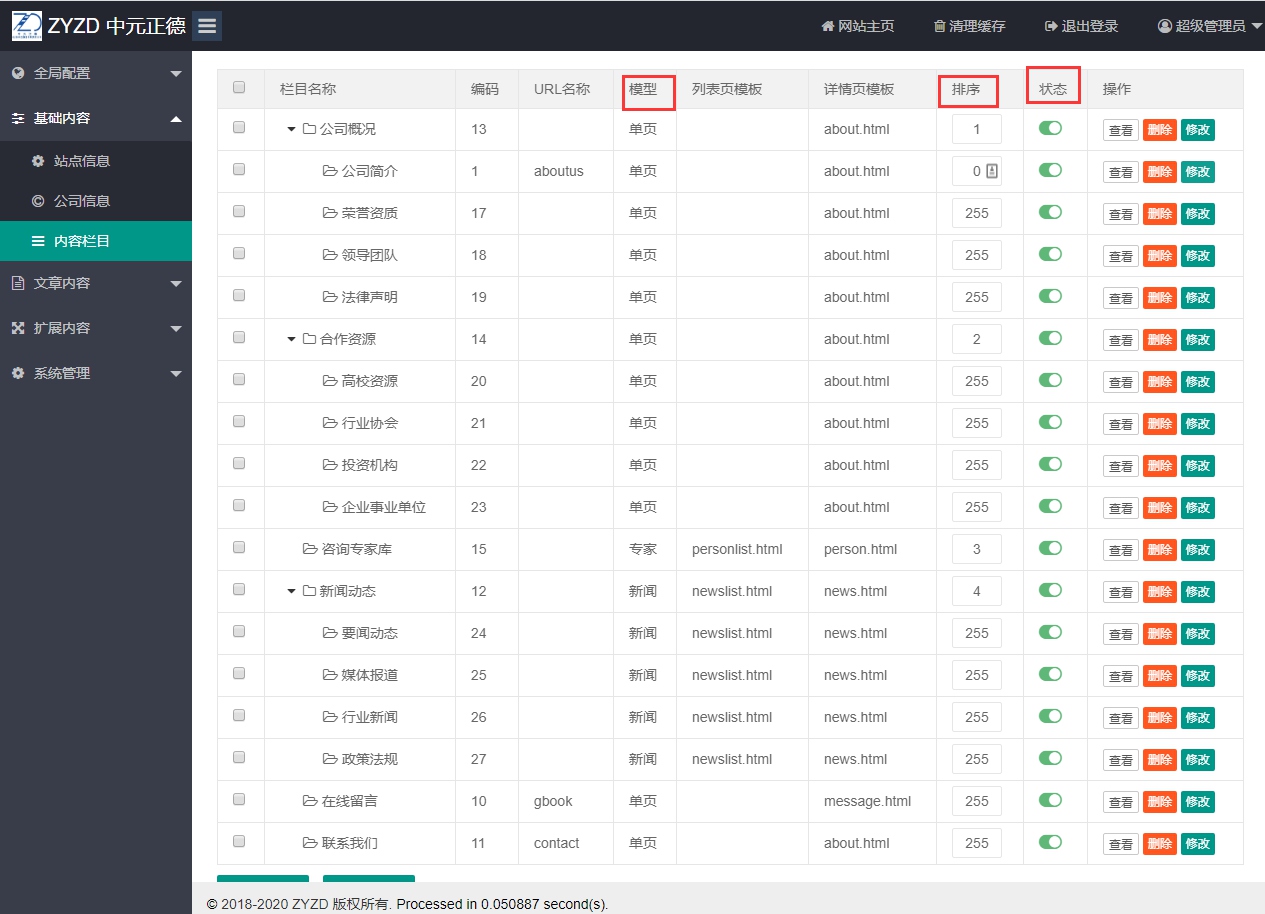 ZYZD 中元正德 网站主页 清理缓存 退出登录 超级管理员
全局配置
基础内容
站点信息
公司信息
内容栏目
文章内容
扩展内容
系统管理
栏目名称 编码 URL名称 模型 列表页模板 详情页模板 排序 状态 操作
公司概况 13 单页 about.html 1 查看 删除 修改
公司简介 1 aboutus 单页 about.html 0 查看 删除 修改
荣誉资质 17 单页 about.html 255 查看 删除 修改
领导团队 18 单页 about.html 255 查看 删除 修改
法律声明 19 单页 about.html 255 查看 删除 修改
合作资源 14 单页 about.html 2 查看 删除 修改
高校资源 20 单页 about.html 255 查看 删除 修改
行业协会 21 单页 about.html 255 查看 删除 修改
投资机构 22 单页 about.html 255 查看 删除 修改
企业事业单位 23 单页 about.html 255 查看 删除 修改
咨询专家库 15 专家 personlist.html person.html 3 查看 删除 修改
新闻动态 12 新闻 newslist.html news.html 4 查看 删除 修改
要闻动态 24 新闻 newslist.html news.html 255 查看 删除 修改
媒体报道 25 新闻 newslist.html news.html 255 查看 删除 修改
行业新闻 26 新闻 newslist.html news.html 255 查看 删除 修改
政策法规 27 新闻 newslist.html news.html 255 查看 删除 修改
在线留言 10 gbook 单页 message.html 255 查看 删除 修改
联系我们 11 contact 单页 about.html 255 查看 删除 修改
© 2018-2020 ZYZD 版权所有. Processed in 0.050887 second(s).